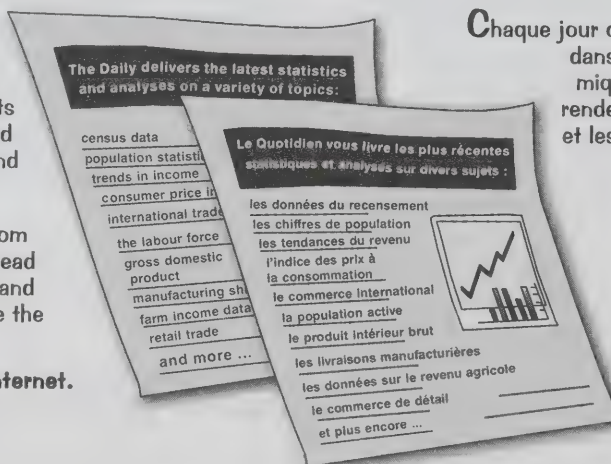 ts
d
nd
om
ead
and
e the
nternet.
The Daily delivers the latest statistics
and analyses on a variety of topics:
census data
population statisti
trends in income
consumer price in
international trade
the labour force
gross domestic
product
manufacturing sh
farm income data
retail trade
and more ...
Le Quotidien vous livre les plus récentes
statistiques et analyses sur divers sujets :
les données du recensement
les chiffres de population
les tendances du revenu
l'indice des prix à
la consommation
le commerce international
la population active
le produit intérieur brut
les livraisons manufacturières
les données sur le revenu agricole
le commerce de détail
et plus encore ...
Chaque jour
dans
miq
rende
et les